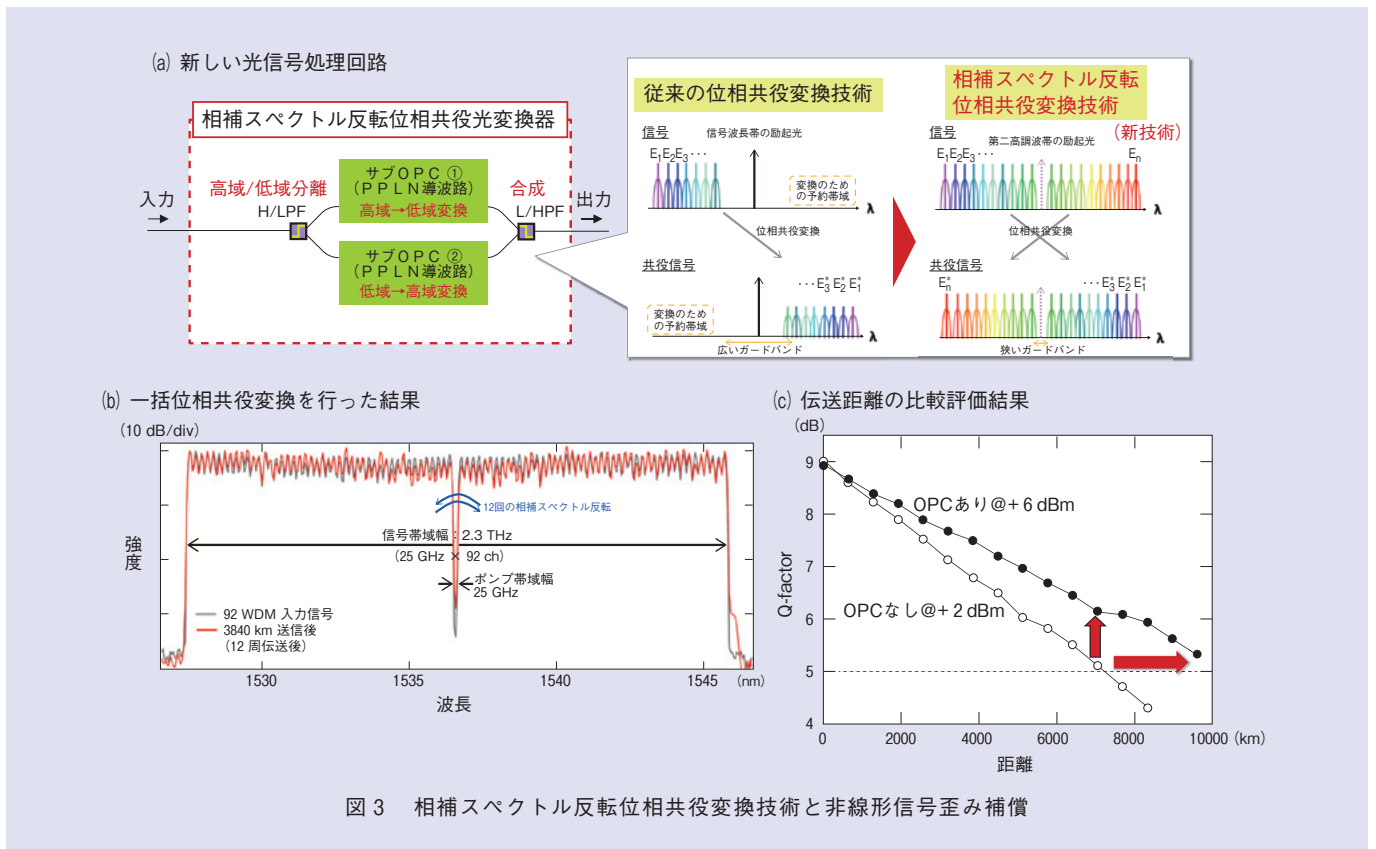 (a) 新しい光信号処理回路
相補スペクトル反転位相共役光変換器
入力
高域/低域分離
H/LPF
サブOPC ①
(PPLN導波路)
高域→低域変換
サブOPC ②
(PPLN導波路)
低域→高域変換
合成
L/HPF
出力
従来の位相共役変換技術
信号
信号波長帯の励起光
E1E2E3・・・
変換のため
の予約帯域
λ
位相共役変換
共役信号
・・・E*3 E*2 E*1
変換のため
の予約帯域
λ
広いガードバンド
相補スペクトル反転
位相共役変換技術
(新技術)
信号
第二高調波帯の励起光
E1E2E3・・・
En
λ
位相共役変換
共役信号
E*n
・・・E*3 E*2 E*1
λ
狭いガードバンド
(b) 一括位相共役変換を行った結果
(10 dB/div)
強度
12回の相補スペクトル反転
信号帯域幅：2.3 THz
(25 GHz × 92 ch)
ポンプ帯域幅
25 GHz
92 WDM 入力信号
3840 km 送信後
(12 周伝送後)
1530
1535
1540
1545
(nm)
波長
(c) 伝送距離の比較評価結果
(dB)
9
8
7
6
5
4
Q-factor
OPCあり@+6 dBm
OPCなし@+2 dBm
0
2000
4000
6000
8000
10000 (km)
距離
図3 相補スペクトル反転位相共役変換技術と非線形信号歪み補償